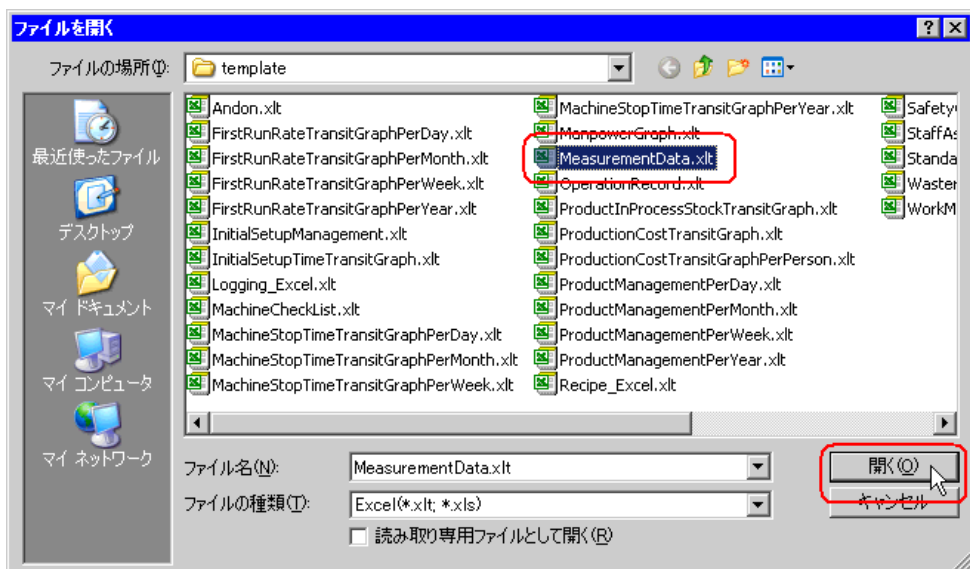 ファイルを開く
ファイルの場所(I):
template
最近使ったファイル
デスクトップ
マイ ドキュメント
マイ コンピュータ
マイ ネットワーク
Andon.xlt
FirstRunRateTransitGraphPerDay.xlt
FirstRunRateTransitGraphPerMonth.xlt
FirstRunRateTransitGraphPerWeek.xlt
FirstRunRateTransitGraphPerYear.xlt
InitialSetupManagement.xlt
InitialSetupTimeTransitGraph.xlt
Logging_Excel.xlt
MachineCheckList.xlt
MachineStopTimeTransitGraphPerDay.xlt
MachineStopTimeTransitGraphPerMonth.xlt
MachineStopTimeTransitGraphPerWeek.xlt
MachineStopTimeTransitGraphPerYear.xlt
ManpowerGraph.xlt
MeasurementData.xlt
OperationRecord.xlt
ProductInProcessStockTransitGraph.xlt
ProductionCostTransitGraph.xlt
ProductionCostTransitGraphPerPerson.xlt
ProductManagementPerDay.xlt
ProductManagementPerMonth.xlt
ProductManagementPerWeek.xlt
ProductManagementPerYear.xlt
Recipe_Excel.xlt
Safety
StaffAs
Standa
Waster
WorkM
ファイル名(N):
MeasurementData.xlt
開く(O)
ファイルの種類(T):
Excel(*.xlt; *.xls)
キャンセル
読み取り専用ファイルとして開く(R)